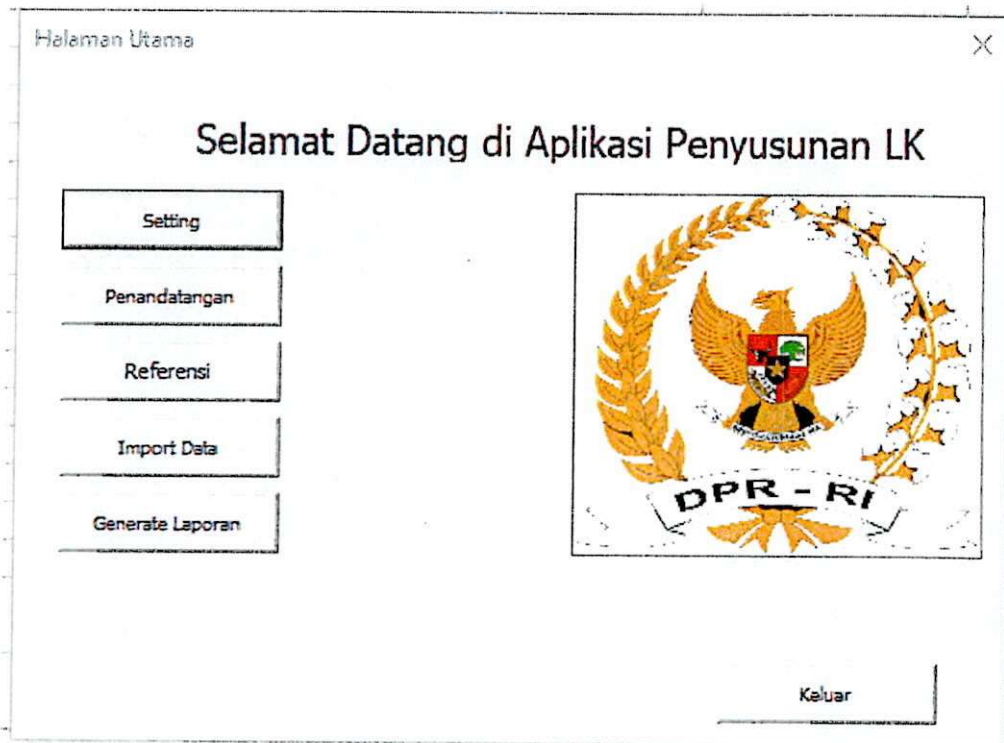 Halaman Utama
Selamat Datang di Aplikasi Penyusunan LK
Setting
Penandatangan
Referensi
Import Data
Generate Laporan
DPR - RI
Keluar